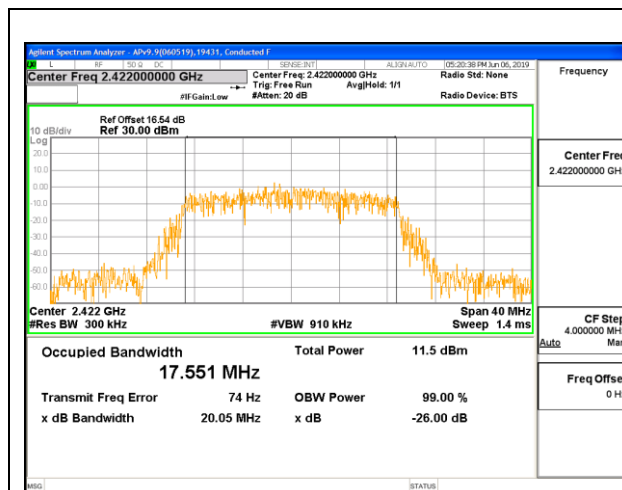 Agilent Spectrum Analyzer - APv9.9(060519),19431, Conducted F
L RF 50 Ω DC SENSE:INT ALIGNAUTO 05:20:38 PM Jun 06, 2019
Center Freq 2.422000000 GHz
Center Freq: 2.422000000 GHz
Radio Std: None
Trig: Free Run
Avg|Hold: 1/1
#IFGain:Low
#Atten: 20 dB
Radio Device: BTS
Ref Offset 16.54 dB
10 dB/div Ref 30.00 dBm
Log
20.0
10.0
0.00
-10.0
-20.0
-30.0
-40.0
-50.0
-60.0
Center 2.422 GHz Span 40 MHz
#Res BW 300 kHz #VBW 910 kHz Sweep 1.4 ms
Occupied Bandwidth Total Power 11.5 dBm
17.551 MHz
Transmit Freq Error 74 Hz OBW Power 99.00 %
x dB Bandwidth 20.05 MHz x dB -26.00 dB
MSG STATUS
Frequency
Center Freq
2.422000000 GHz
CF Step
4.000000 MHz
Auto Man
Freq Offset
0 Hz